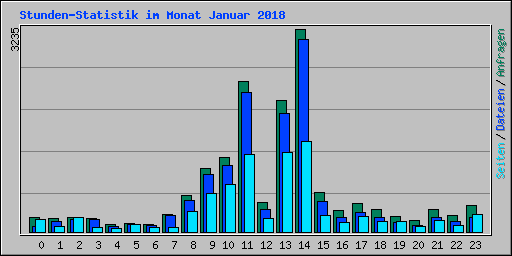 Stunden-Statistik im Monat Januar 2018
3235
Seiten / Dateien / Anfragen
0 1 2 3 4 5 6 7 8 9 10 11 12 13 14 15 16 17 18 19 20 21 22 23